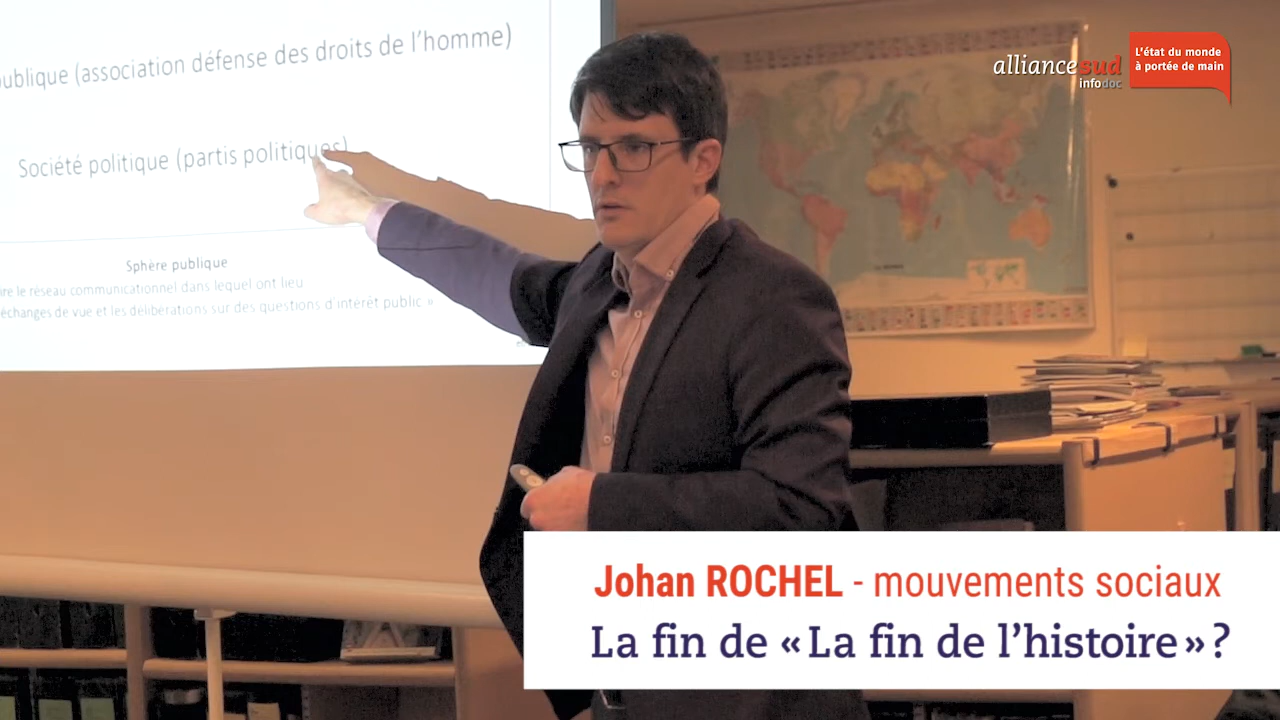 publique (association défense des droits de l'homme)
Société politique (partis politiques)
Sphère publique
le réseau communicationnel dans lequel ont lieu
échanges de vue et les délibérations sur des questions d'intérêt public »
alliancesud
infodoc
L'état du monde
à portée de main
Johan ROCHEL - mouvements sociaux
La fin de « La fin de l'histoire » ?